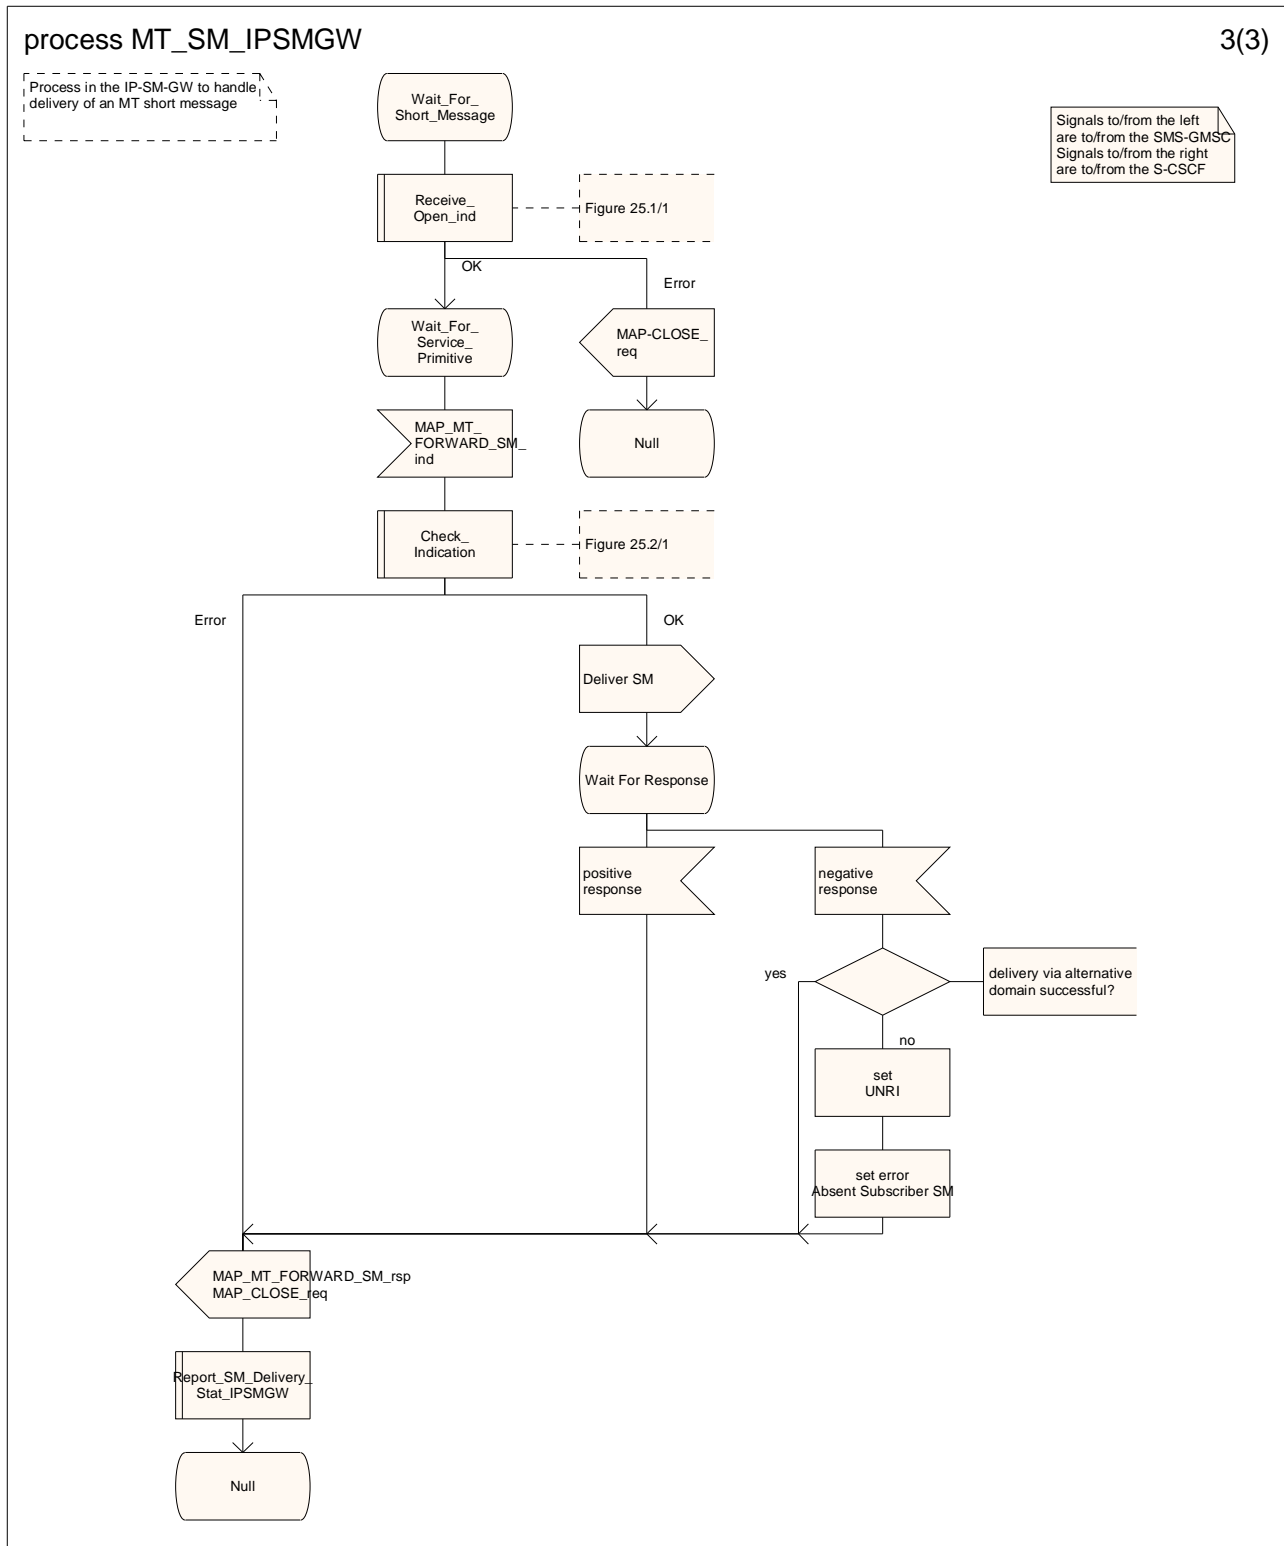 process MT_SM_IPSMGW
3(3)
Process in the IP-SM-GW to handle
delivery of an MT short message
Wait_For_
Short_Message
Signals to/from the left
are to/from the SMS-GMSC
Signals to/from the right
are to/from the S-CSCF
Receive_
Open_ind
Figure 25.1/1
OK
Error
Wait_For_
Service_
Primitive
MAP-CLOSE_
req
MAP_MT_
FORWARD_SM_
ind
Null
Check_
Indication
Figure 25.2/1
Error
OK
Deliver SM
Wait For Response
positive
response
negative
response
yes
delivery via alternative
domain successful?
no
set
UNRI
set error
Absent Subscriber SM
MAP_MT_FORWARD_SM_rsp
MAP_CLOSE_req
Report_SM_Delivery_
Stat_IPSMGW
Null